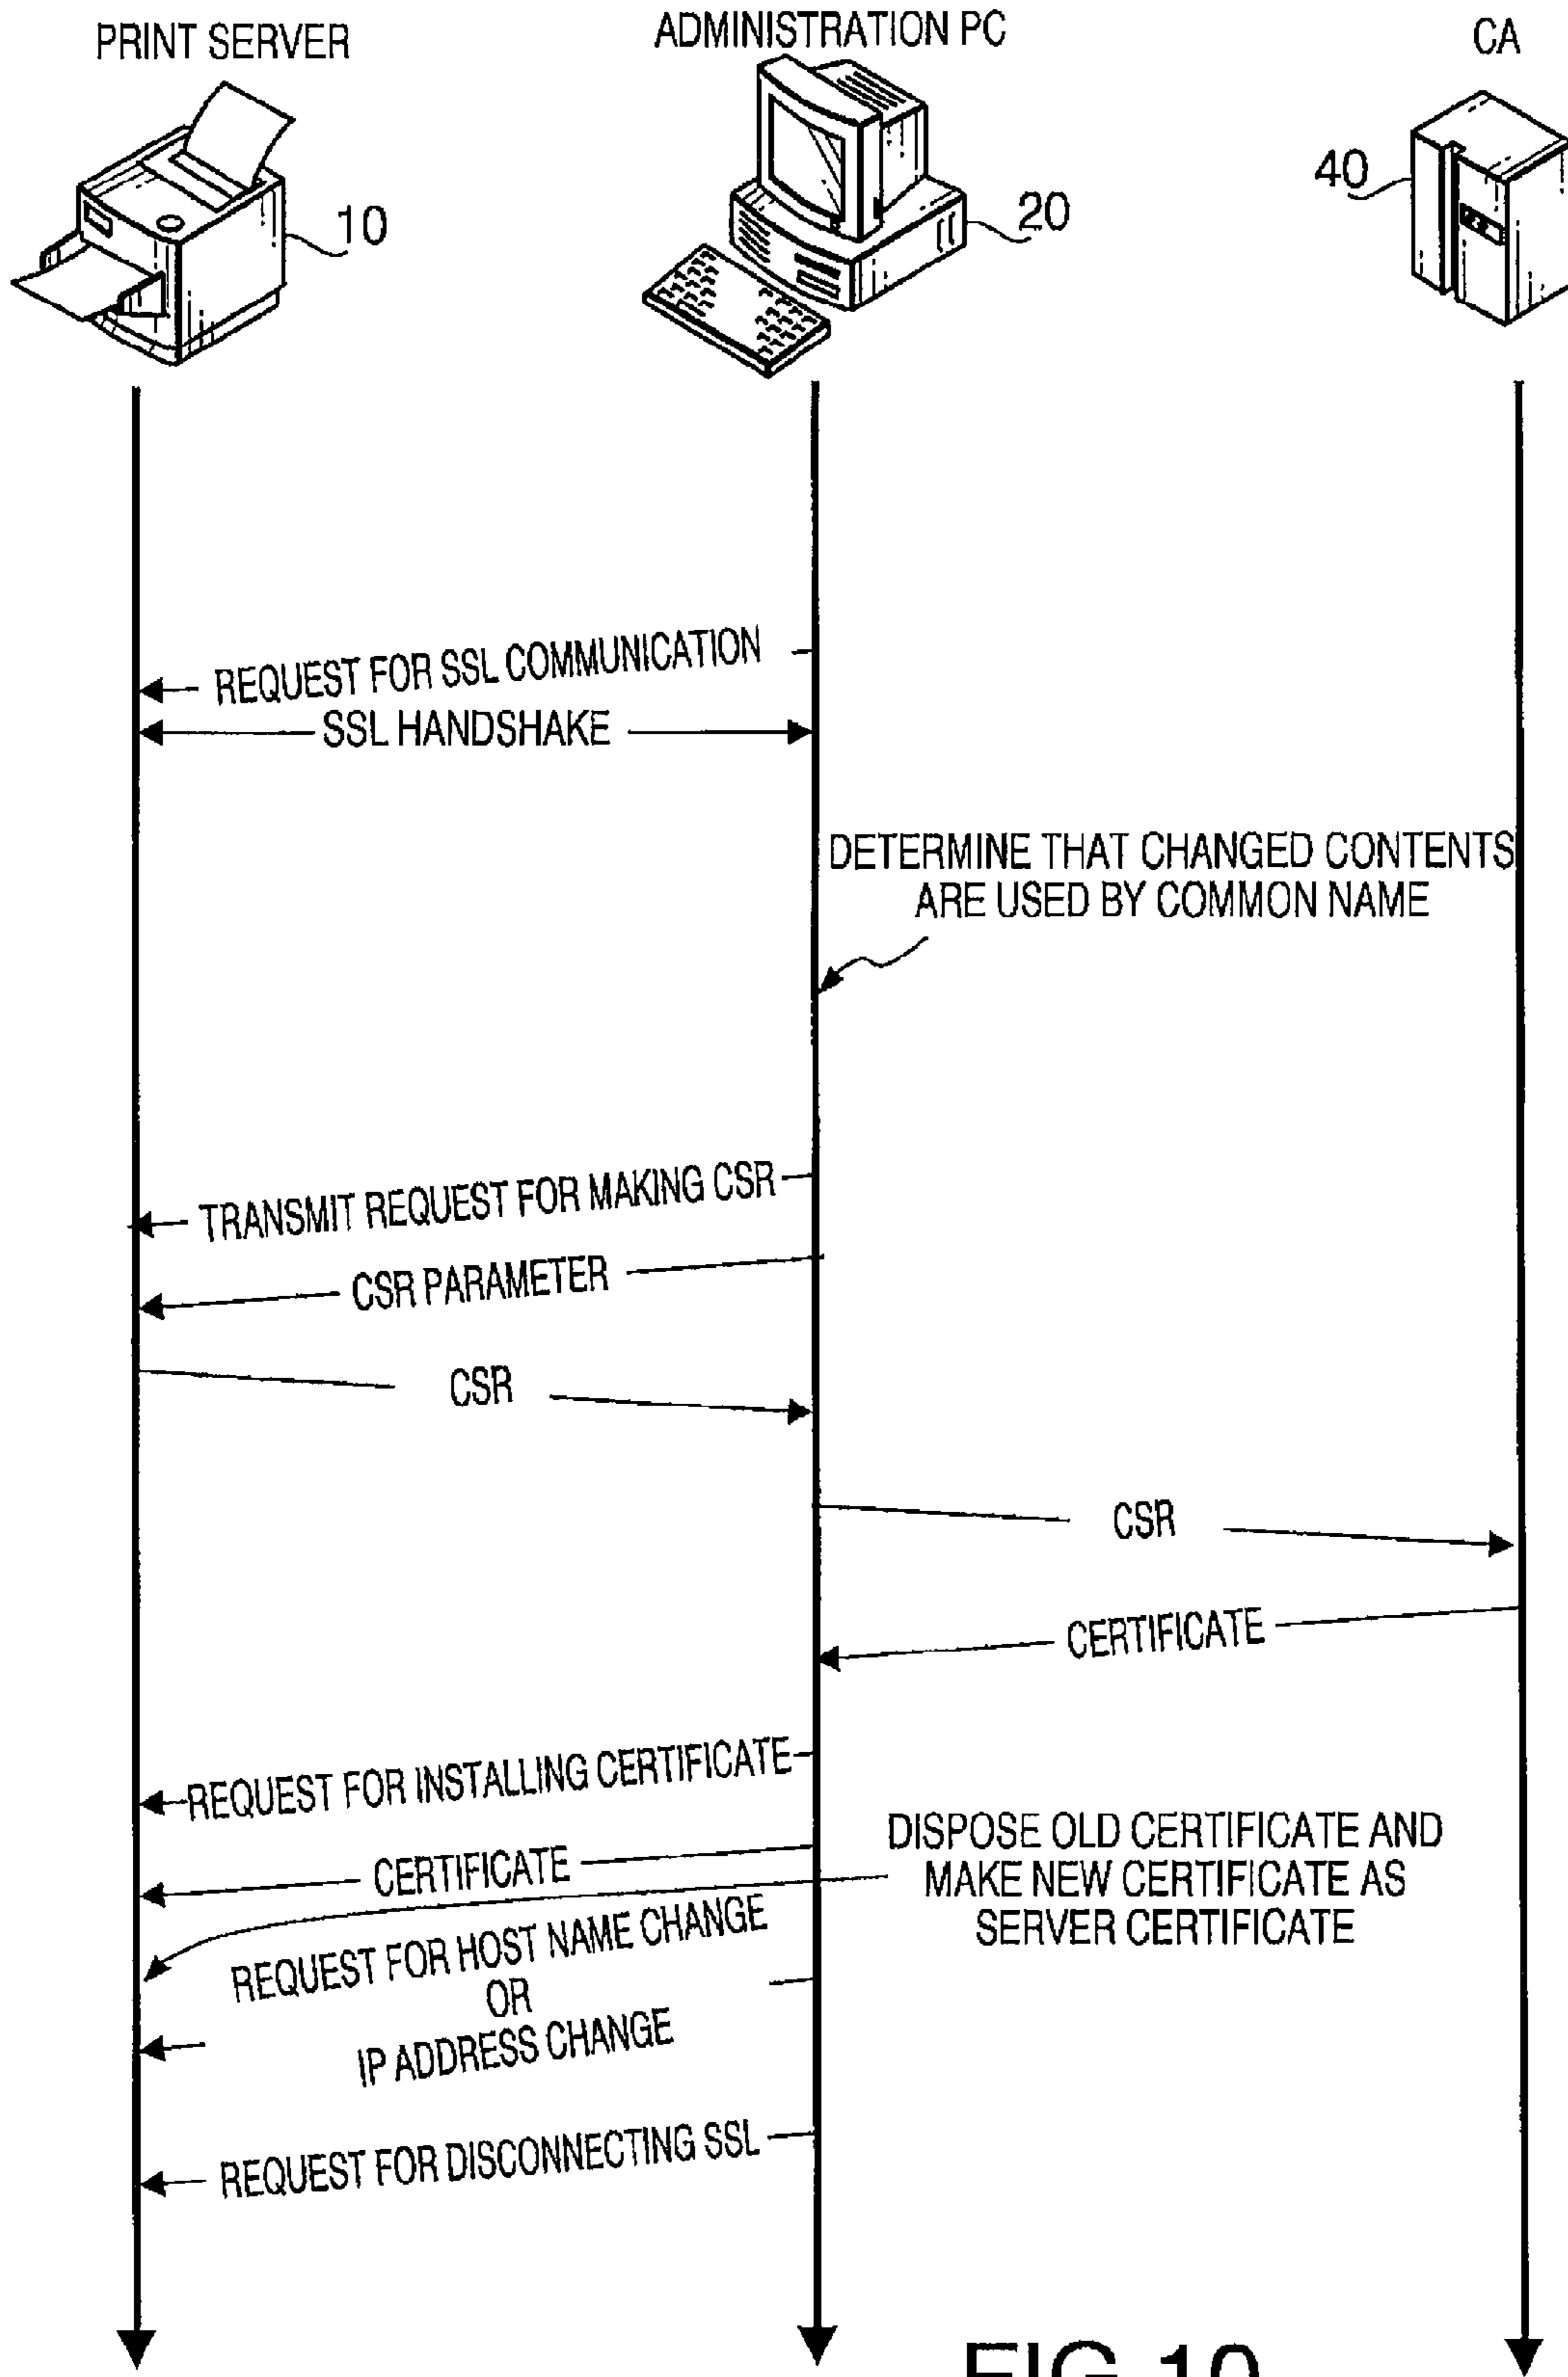 PRINT SERVER
ADMINISTRATION PC
CA
10
20
40
REQUEST FOR SSL COMMUNICATION
SSL HANDSHAKE
DETERMINE THAT CHANGED CONTENTS
ARE USED BY COMMON NAME
TRANSMIT REQUEST FOR MAKING CSR
CSR PARAMETER
CSR
CSR
CERTIFICATE
REQUEST FOR INSTALLING CERTIFICATE
CERTIFICATE
DISPOSE OLD CERTIFICATE AND
MAKE NEW CERTIFICATE AS
SERVER CERTIFICATE
REQUEST FOR HOST NAME CHANGE
OR
IP ADDRESS CHANGE
REQUEST FOR DISCONNECTING SSL
FIG.10